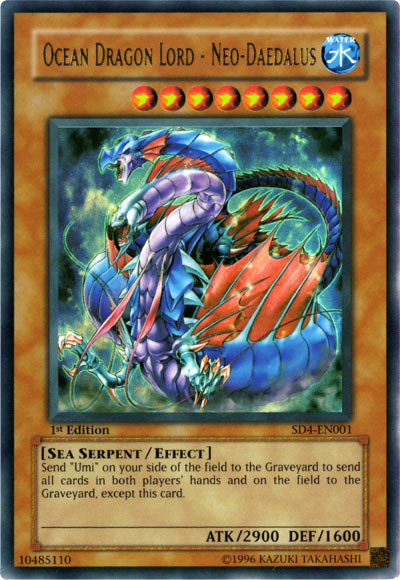 OCEAN DRAGON LORD - NEO-DAEDALUS
WATER
水
1st Edition
SD4-EN001
[SEA SERPENT/EFFECT]
Send "Umi" on your side of the field to the Graveyard to send
all cards in both players' hands and on the field to the
Graveyard, except this card.
ATK/2900 DEF/1600
10485110
©1996 KAZUKI TAKAHASHI